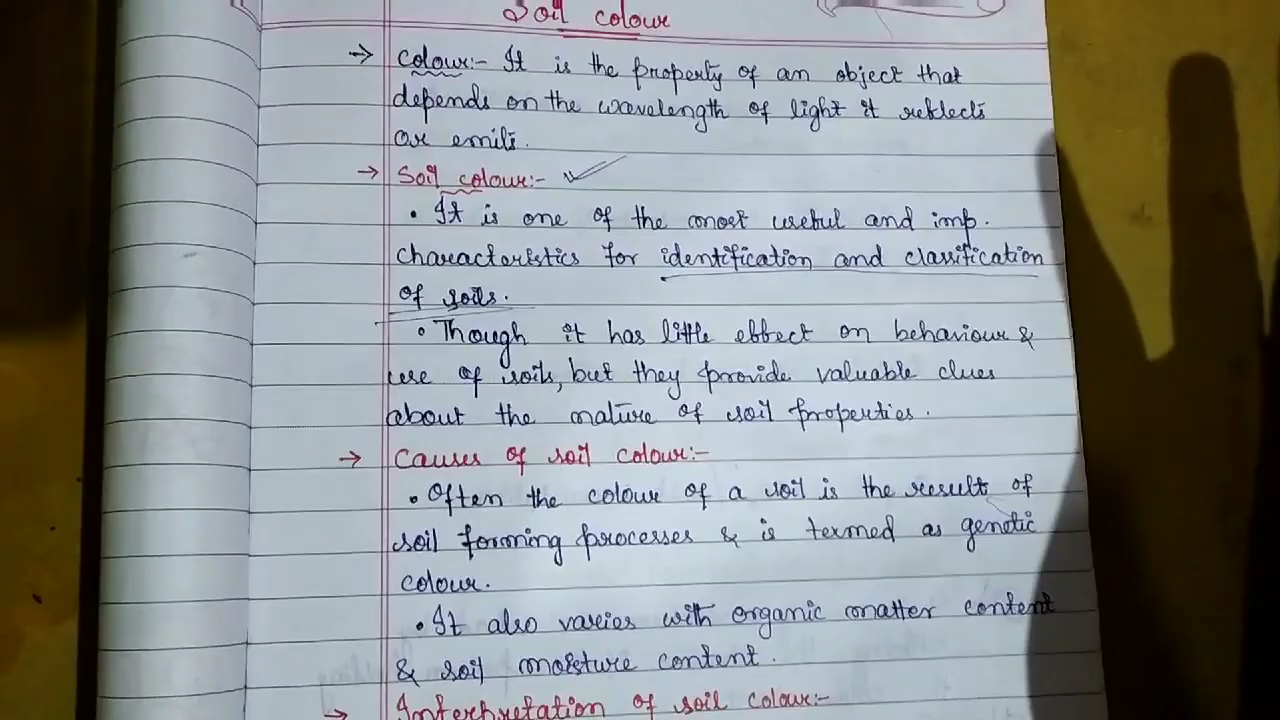 Soil colour
→ Colour:- It is the property of an object that
depends on the wavelength of light it reflects
or emits.
→ Soil colour:- ✓
• It is one of the most useful and imp.
characteristics for identification and classification
of soils.
• Though it has little effect on behaviour &
use of soils, but they provide valuable clues
about the nature of soil properties.
→ Causes of soil colour:-
• Often the colour of a soil is the result of
soil forming processes & is termed as genetic
colour.
• It also varies with organic matter content
& soil moisture content.
→ Interpretation of soil colour:-